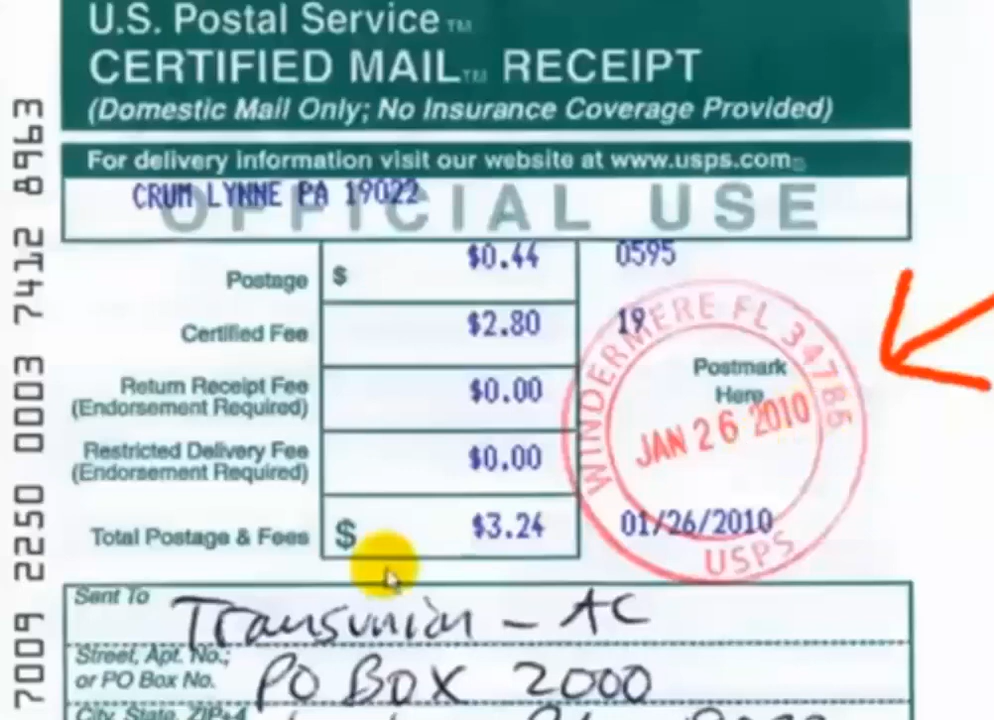 U.S. Postal Service™
CERTIFIED MAIL™ RECEIPT
(Domestic Mail Only; No Insurance Coverage Provided)
For delivery information visit our website at www.usps.com
CRUM LYNNE PA 19022
OFFICIAL USE
Postage $ $0.44 0595
Certified Fee $2.80 19
Return Receipt Fee
(Endorsement Required) $0.00
Restricted Delivery Fee
(Endorsement Required) $0.00
Total Postage & Fees $ $3.24 01/26/2010
Postmark
Here
WINDERMERE FL 34786
JAN 26 2010
USPS
Sent To Transunion - AC
Street, Apt. No.;
or PO Box No. PO Box 2000
City, State, ZIP+4
7009 2250 0003 7412 8963